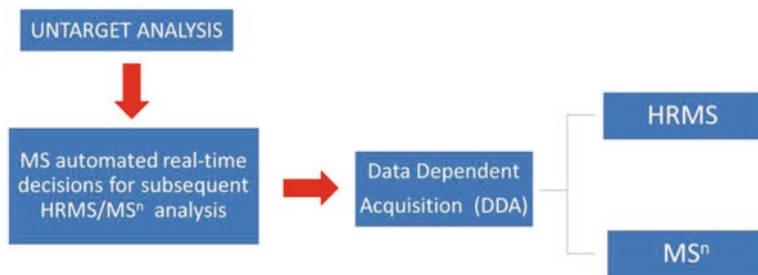 UNTARGET ANALYSIS
MS automated real-time
decisions for subsequent
HRMS/MSⁿ analysis
Data Dependent
Acquisition (DDA)
HRMS
MSⁿ